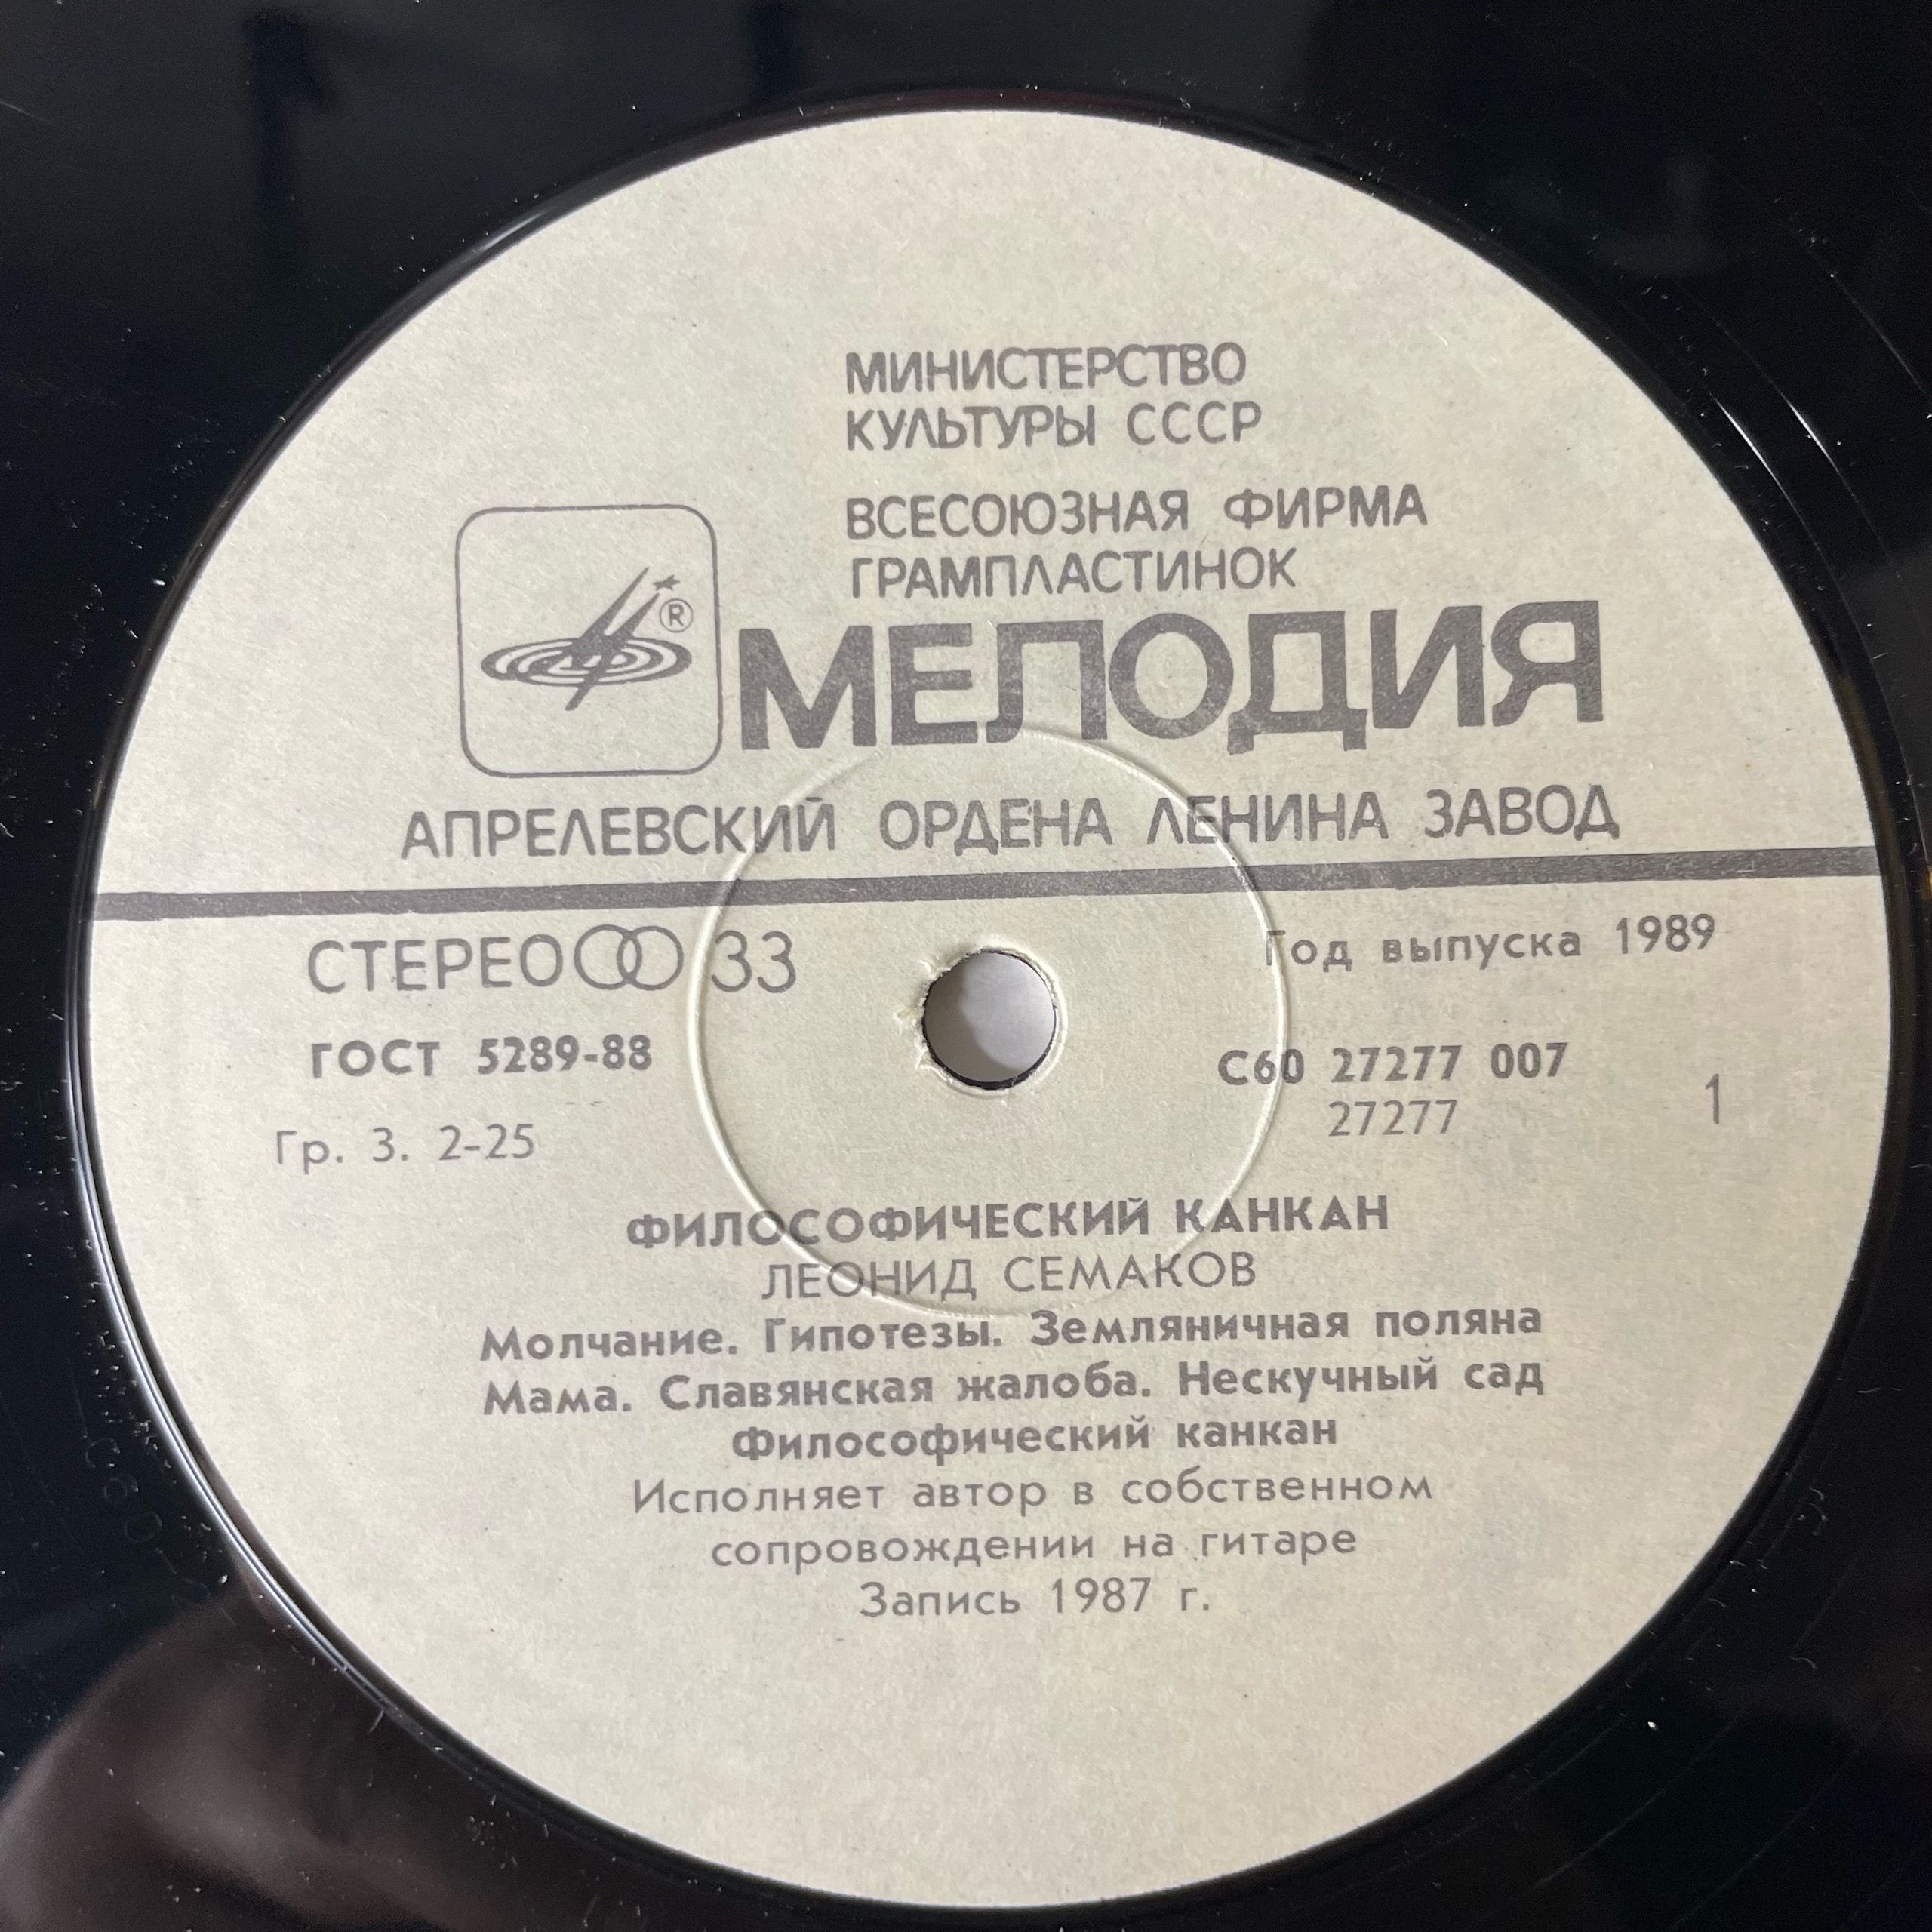 МИНИСТЕРСТВО
КУЛЬТУРЫ СССР
ВСЕСОЮЗНАЯ ФИРМА
ГРАМПЛАСТИНОК
®
МЕЛОДИЯ
АПРЕЛЕВСКИЙ ОРДЕНА ЛЕНИНА ЗАВОД
СТЕРЕО 33
Год выпуска 1989
ГОСТ 5289-88
С60 27277 007
27277
1
Гр. 3. 2-25
ФИЛОСОФИЧЕСКИЙ КАНКАН
ЛЕОНИД СЕМАКОВ
Молчание. Гипотезы. Земляничная поляна
Мама. Славянская жалоба. Нескучный сад
Философический канкан
Исполняет автор в собственном
сопровождении на гитаре
Запись 1987 г.